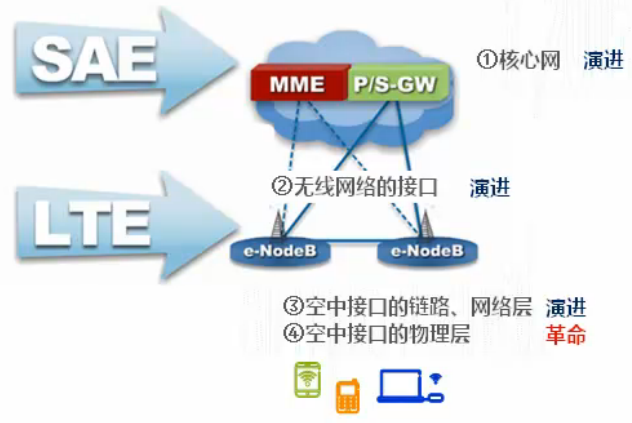 SAE
MME P/S-GW
①核心网 演进
②无线网络的接口 演进
LTE
e-NodeB e-NodeB
③空中接口的链路、网络层 演进
④空中接口的物理层 革命